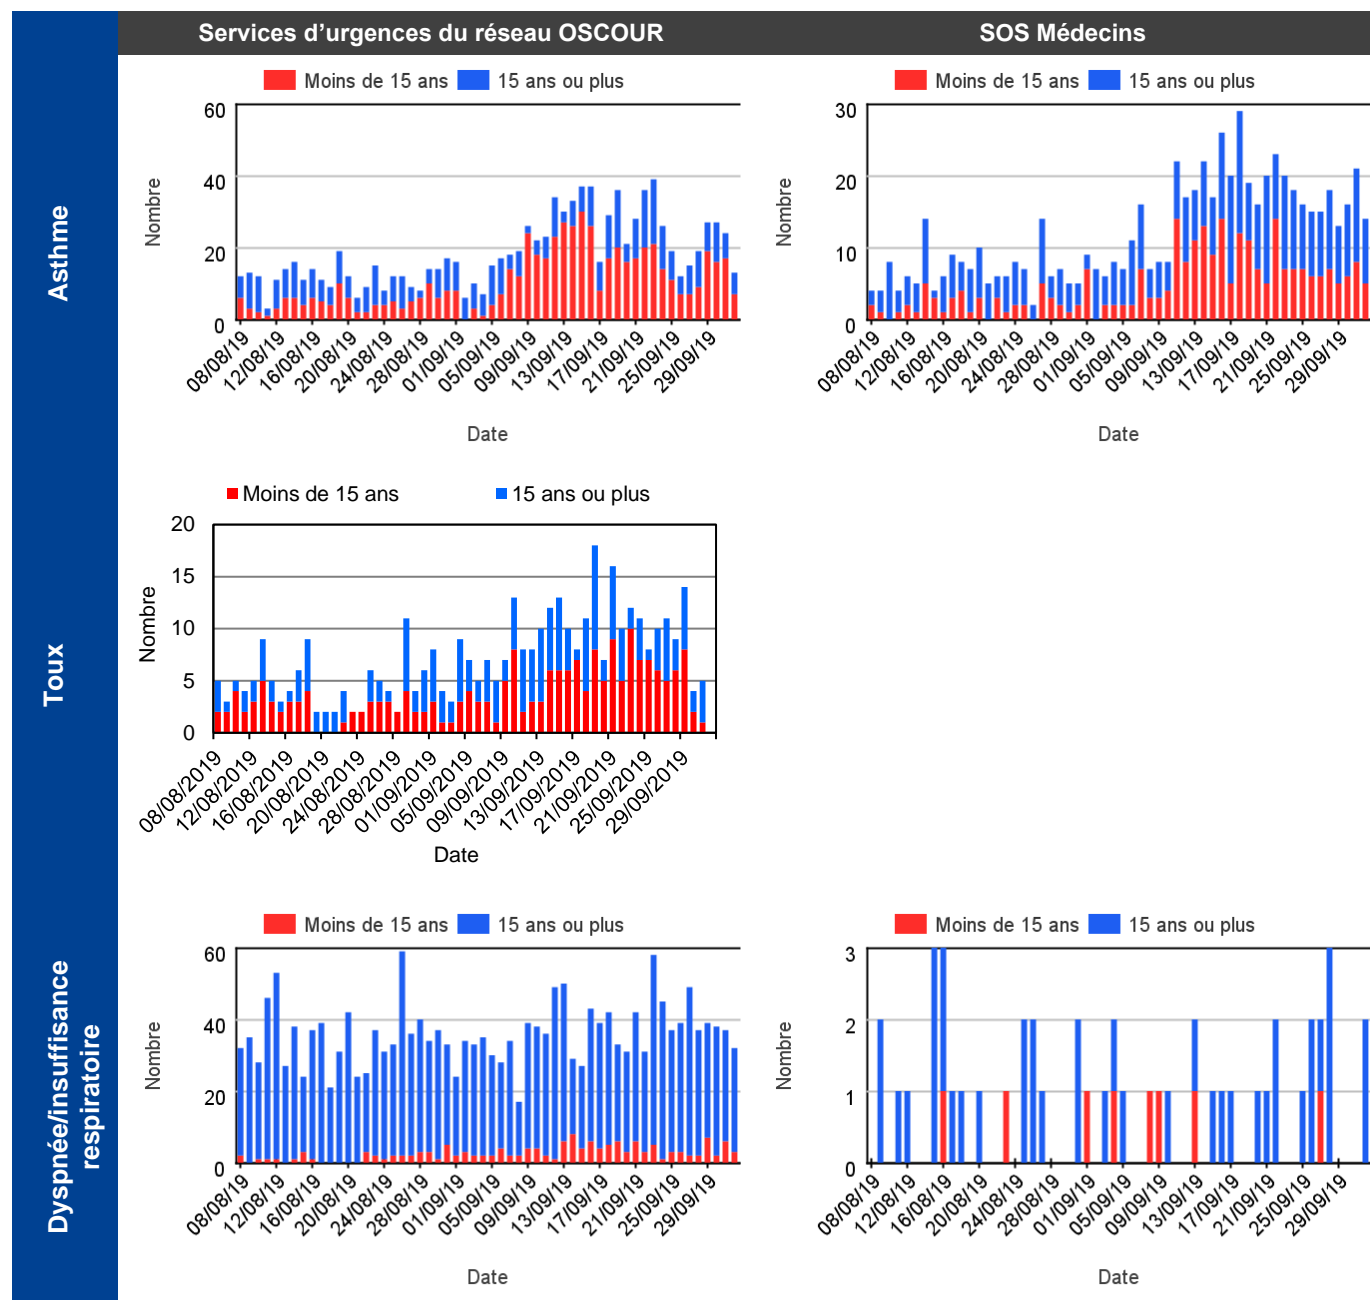 Services d’urgences du réseau OSCOUR
SOS Médecins
Asthme
Moins de 15 ans 15 ans ou plus
Nombre
60
40
20
0
08/08/19 12/08/19 16/08/19 20/08/19 24/08/19 28/08/19 01/09/19 05/09/19 09/09/19 13/09/19 17/09/19 21/09/19 25/09/19 29/09/19
Date
Moins de 15 ans 15 ans ou plus
Nombre
30
20
10
0
08/08/19 12/08/19 16/08/19 20/08/19 24/08/19 28/08/19 01/09/19 05/09/19 09/09/19 13/09/19 17/09/19 21/09/19 25/09/19 29/09/19
Date
Toux
Moins de 15 ans 15 ans ou plus
Nombre
20
15
10
5
0
08/08/2019 12/08/2019 16/08/2019 20/08/2019 24/08/2019 28/08/2019 01/09/2019 05/09/2019 09/09/2019 13/09/2019 17/09/2019 21/09/2019 25/09/2019 29/09/2019
Date
Dyspnée/insuffisance
respiratoire
Moins de 15 ans 15 ans ou plus
Nombre
60
40
20
0
08/08/19 12/08/19 16/08/19 20/08/19 24/08/19 28/08/19 01/09/19 05/09/19 09/09/19 13/09/19 17/09/19 21/09/19 25/09/19 29/09/19
Date
Moins de 15 ans 15 ans ou plus
Nombre
3
2
1
0
08/08/19 12/08/19 16/08/19 20/08/19 24/08/19 28/08/19 01/09/19 05/09/19 09/09/19 13/09/19 17/09/19 21/09/19 25/09/19 29/09/19
Date